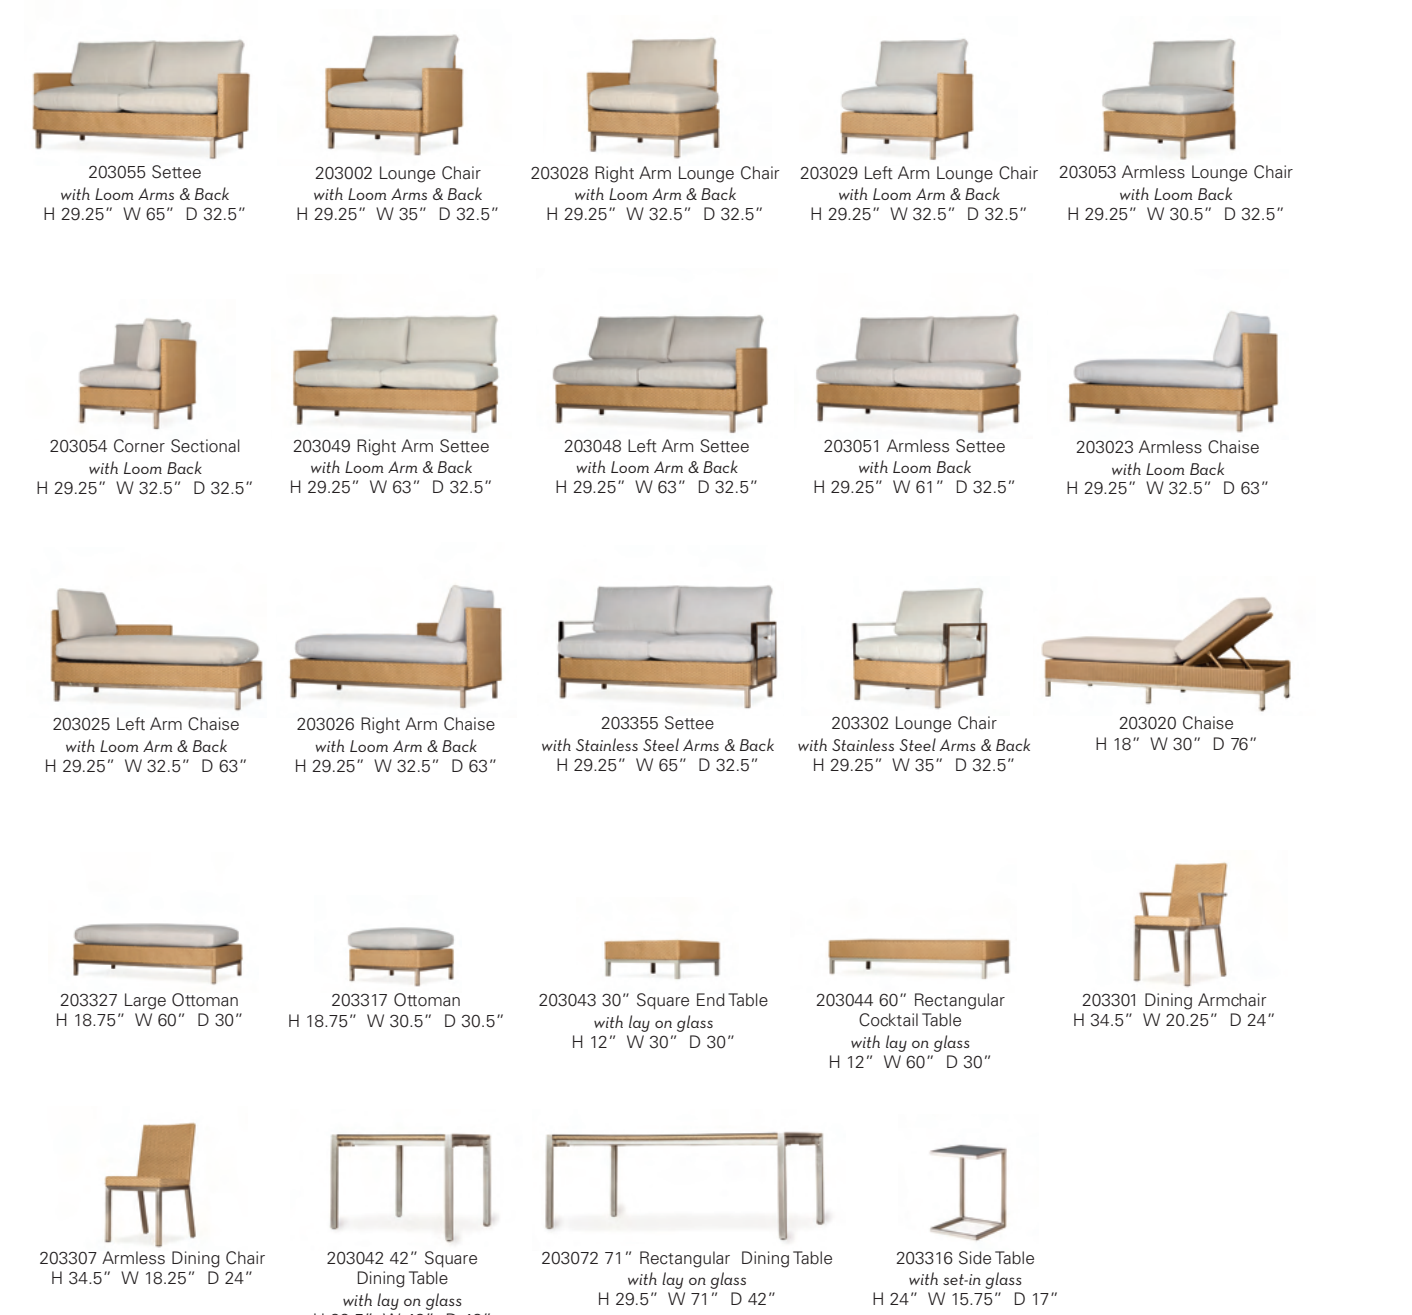 203055 Settee
with Loom Arms & Back
H 29.25" W 65" D 32.5"
203002 Lounge Chair
with Loom Arms & Back
H 29.25" W 35" D 32.5"
203028 Right Arm Lounge Chair
with Loom Arm & Back
H 29.25" W 32.5" D 32.5"
203029 Left Arm Lounge Chair
with Loom Arm & Back
H 29.25" W 32.5" D 32.5"
203053 Armless Lounge Chair
with Loom Back
H 29.25" W 30.5" D 32.5"
203054 Corner Sectional
with Loom Back
H 29.25" W 32.5" D 32.5"
203049 Right Arm Settee
with Loom Arm & Back
H 29.25" W 63" D 32.5"
203048 Left Arm Settee
with Loom Arm & Back
H 29.25" W 63" D 32.5"
203051 Armless Settee
with Loom Back
H 29.25" W 61" D 32.5"
203023 Armless Chaise
with Loom Back
H 29.25" W 32.5" D 63"
203025 Left Arm Chaise
with Loom Arm & Back
H 29.25" W 32.5" D 63"
203026 Right Arm Chaise
with Loom Arm & Back
H 29.25" W 32.5" D 63"
203355 Settee
with Stainless Steel Arms & Back
H 29.25" W 65" D 32.5"
203302 Lounge Chair
with Stainless Steel Arms & Back
H 29.25" W 35" D 32.5"
203020 Chaise
H 18" W 30" D 76"
203327 Large Ottoman
H 18.75" W 60" D 30"
203317 Ottoman
H 18.75" W 30.5" D 30.5"
203043 30" Square End Table
with lay on glass
H 12" W 30" D 30"
203044 60" Rectangular
Cocktail Table
with lay on glass
H 12" W 60" D 30"
203301 Dining Armchair
H 34.5" W 20.25" D 24"
203307 Armless Dining Chair
H 34.5" W 18.25" D 24"
203042 42" Square
Dining Table
with lay on glass
203072 71" Rectangular Dining Table
with lay on glass
H 29.5" W 71" D 42"
203316 Side Table
with set-in glass
H 24" W 15.75" D 17"